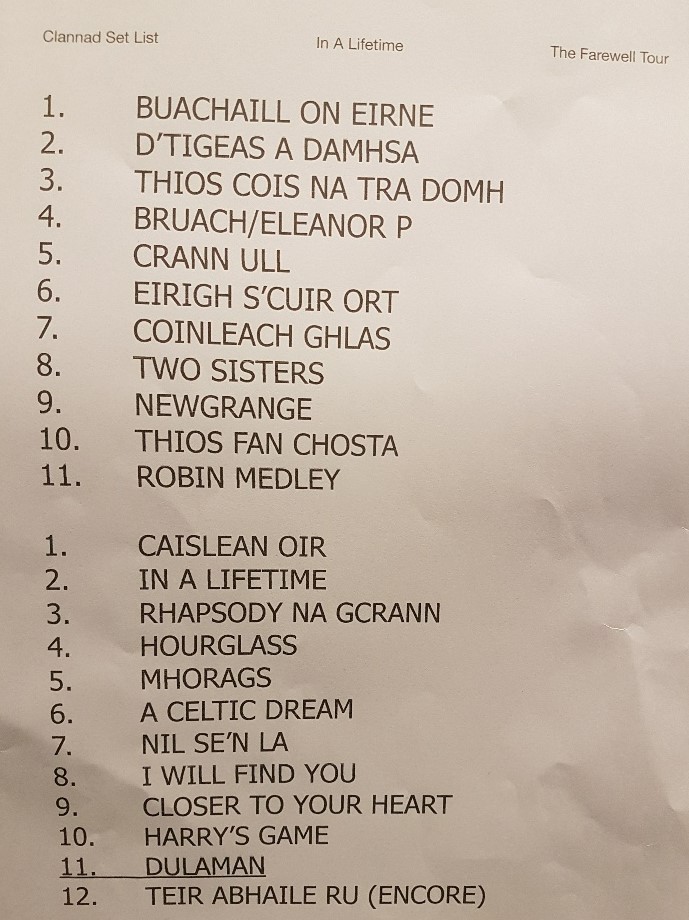 Clannad Set List In A Lifetime The Farewell Tour
1. BUACHAILL ON EIRNE
2. D'TIGEAS A DAMHSA
3. THIOS COIS NA TRA DOMH
4. BRUACH/ELEANOR P
5. CRANN ULL
6. EIRIGH S'CUIR ORT
7. COINLEACH GHLAS
8. TWO SISTERS
9. NEWGRANGE
10. THIOS FAN CHOSTA
11. ROBIN MEDLEY
1. CAISLEAN OIR
2. IN A LIFETIME
3. RHAPSODY NA GCRANN
4. HOURGLASS
5. MHORAGS
6. A CELTIC DREAM
7. NIL SE'N LA
8. I WILL FIND YOU
9. CLOSER TO YOUR HEART
10. HARRY'S GAME
11. DULAMAN
12. TEIR ABHAILE RU (ENCORE)